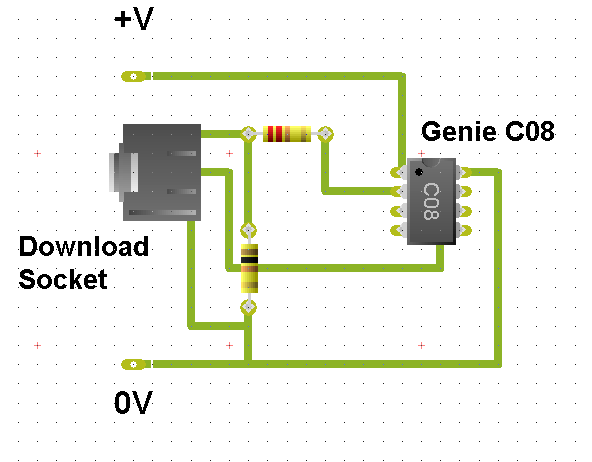 +V
Genie C08
C08
Download
Socket
0V